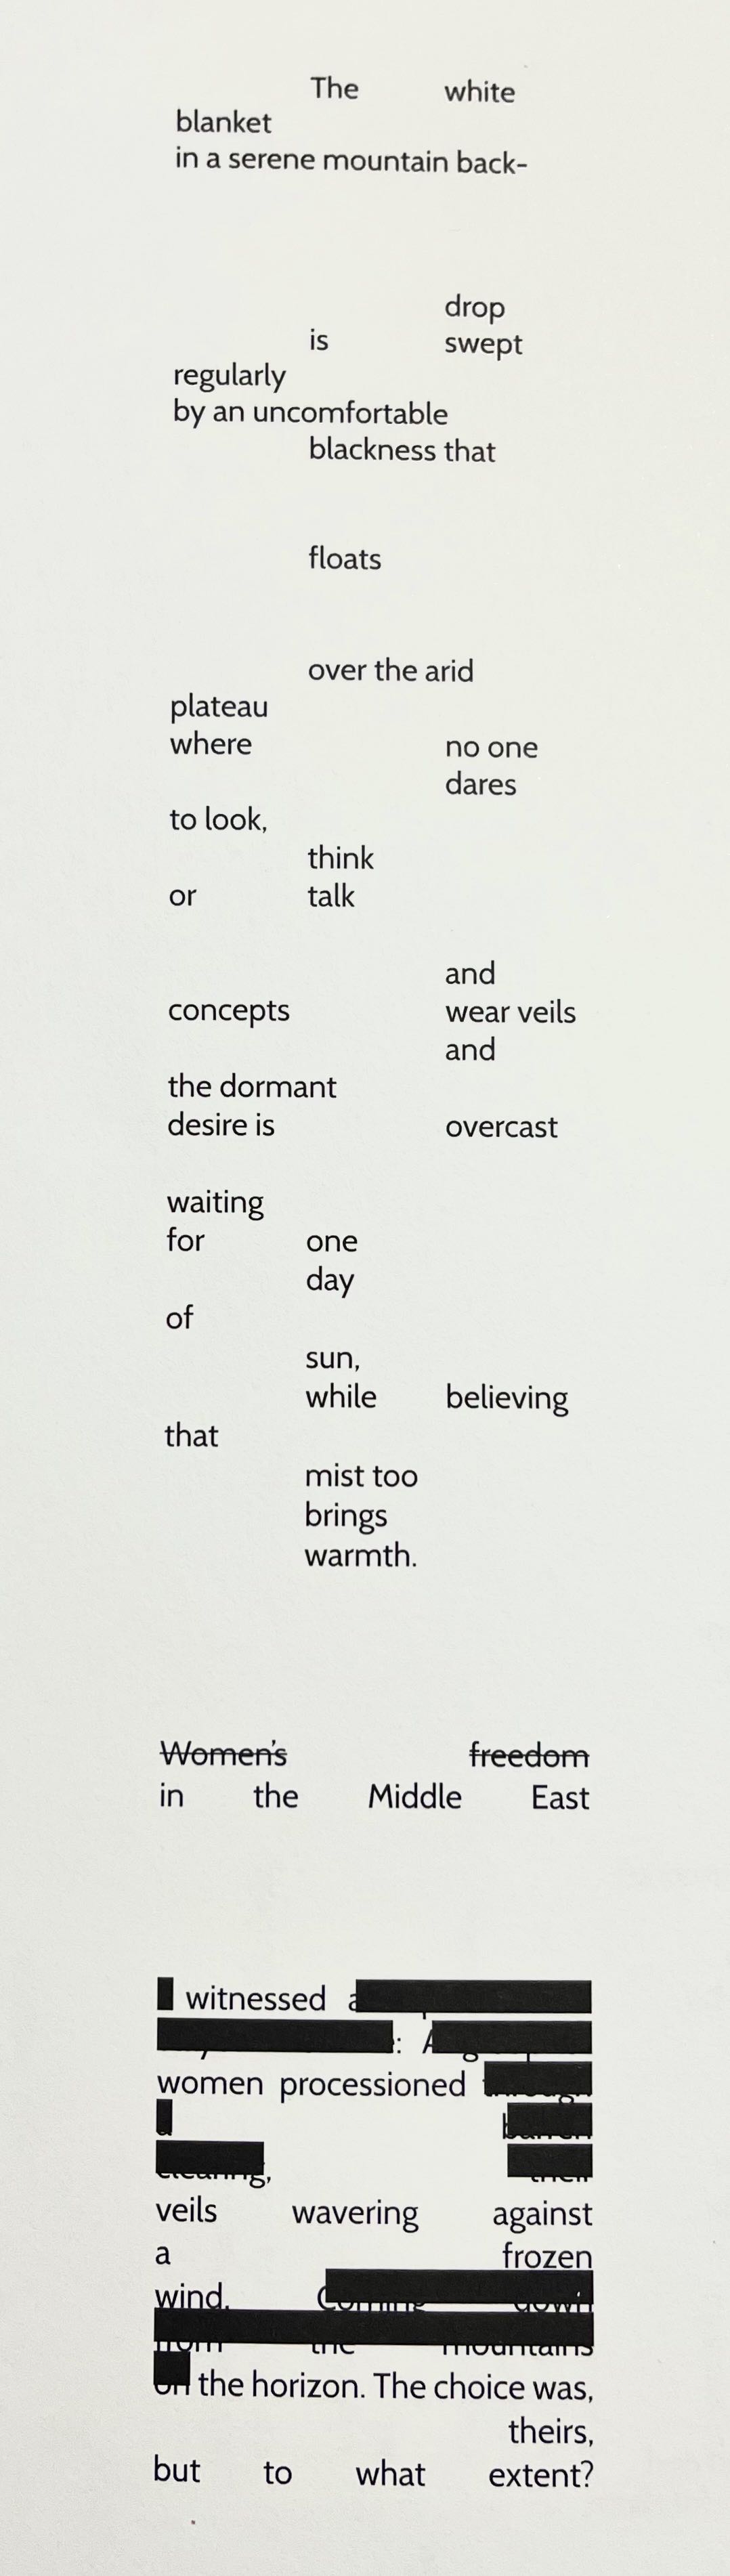 The white
blanket
in a serene mountain back-
drop
is swept
regularly
by an uncomfortable
blackness that
floats
over the arid
plateau
where no one
dares
to look,
think
or talk
and
concepts wear veils
and
the dormant
desire is overcast
waiting
for one
day
of
sun,
while believing
that
mist too
brings
warmth.
Women's freedom
in the Middle East
witnessed
:
women processioned
,
veils wavering against
a frozen
wind.
the horizon. The choice was,
theirs,
but to what extent?